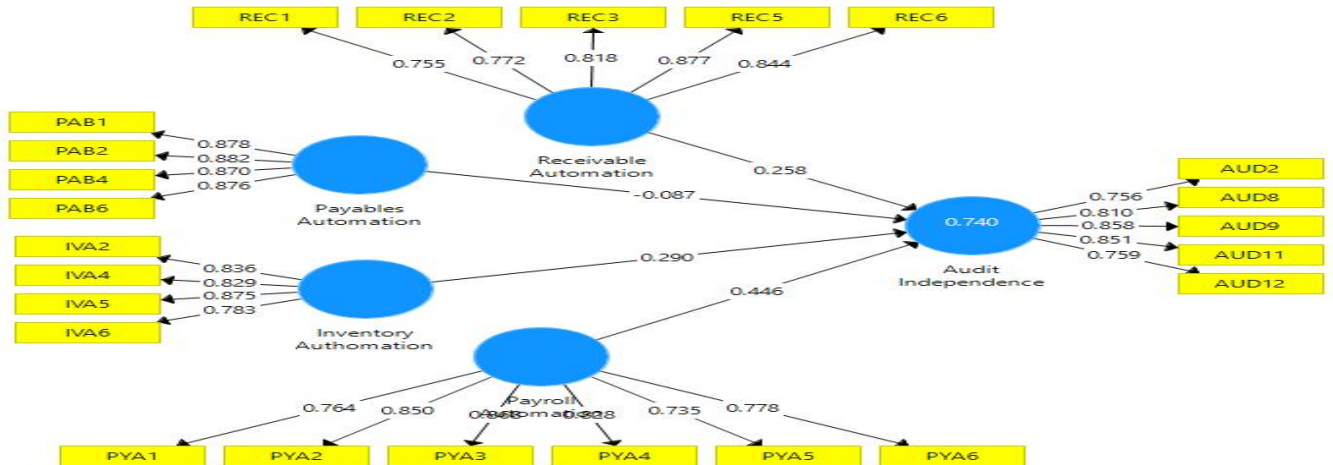 REC1 REC2 REC3 REC5 REC6
0.755 0.772 0.818 0.877 0.844
PAB1
PAB2
PAB4
PAB6
0.878
0.882
0.870
0.876
Payables
Automation
Receivable
Automation
0.258
-0.087
IVA2
IVA4
IVA5
IVA6
0.836
0.829
0.875
0.783
Inventory
Authomation
0.290
0.446
0.740
Audit
Independence
0.756
0.810
0.858
0.851
0.759
AUD2
AUD8
AUD9
AUD11
AUD12
Payroll
Automation
0.764 0.850 0.828 0.735 0.778
PYA1 PYA2 PYA3 PYA4 PYA5 PYA6